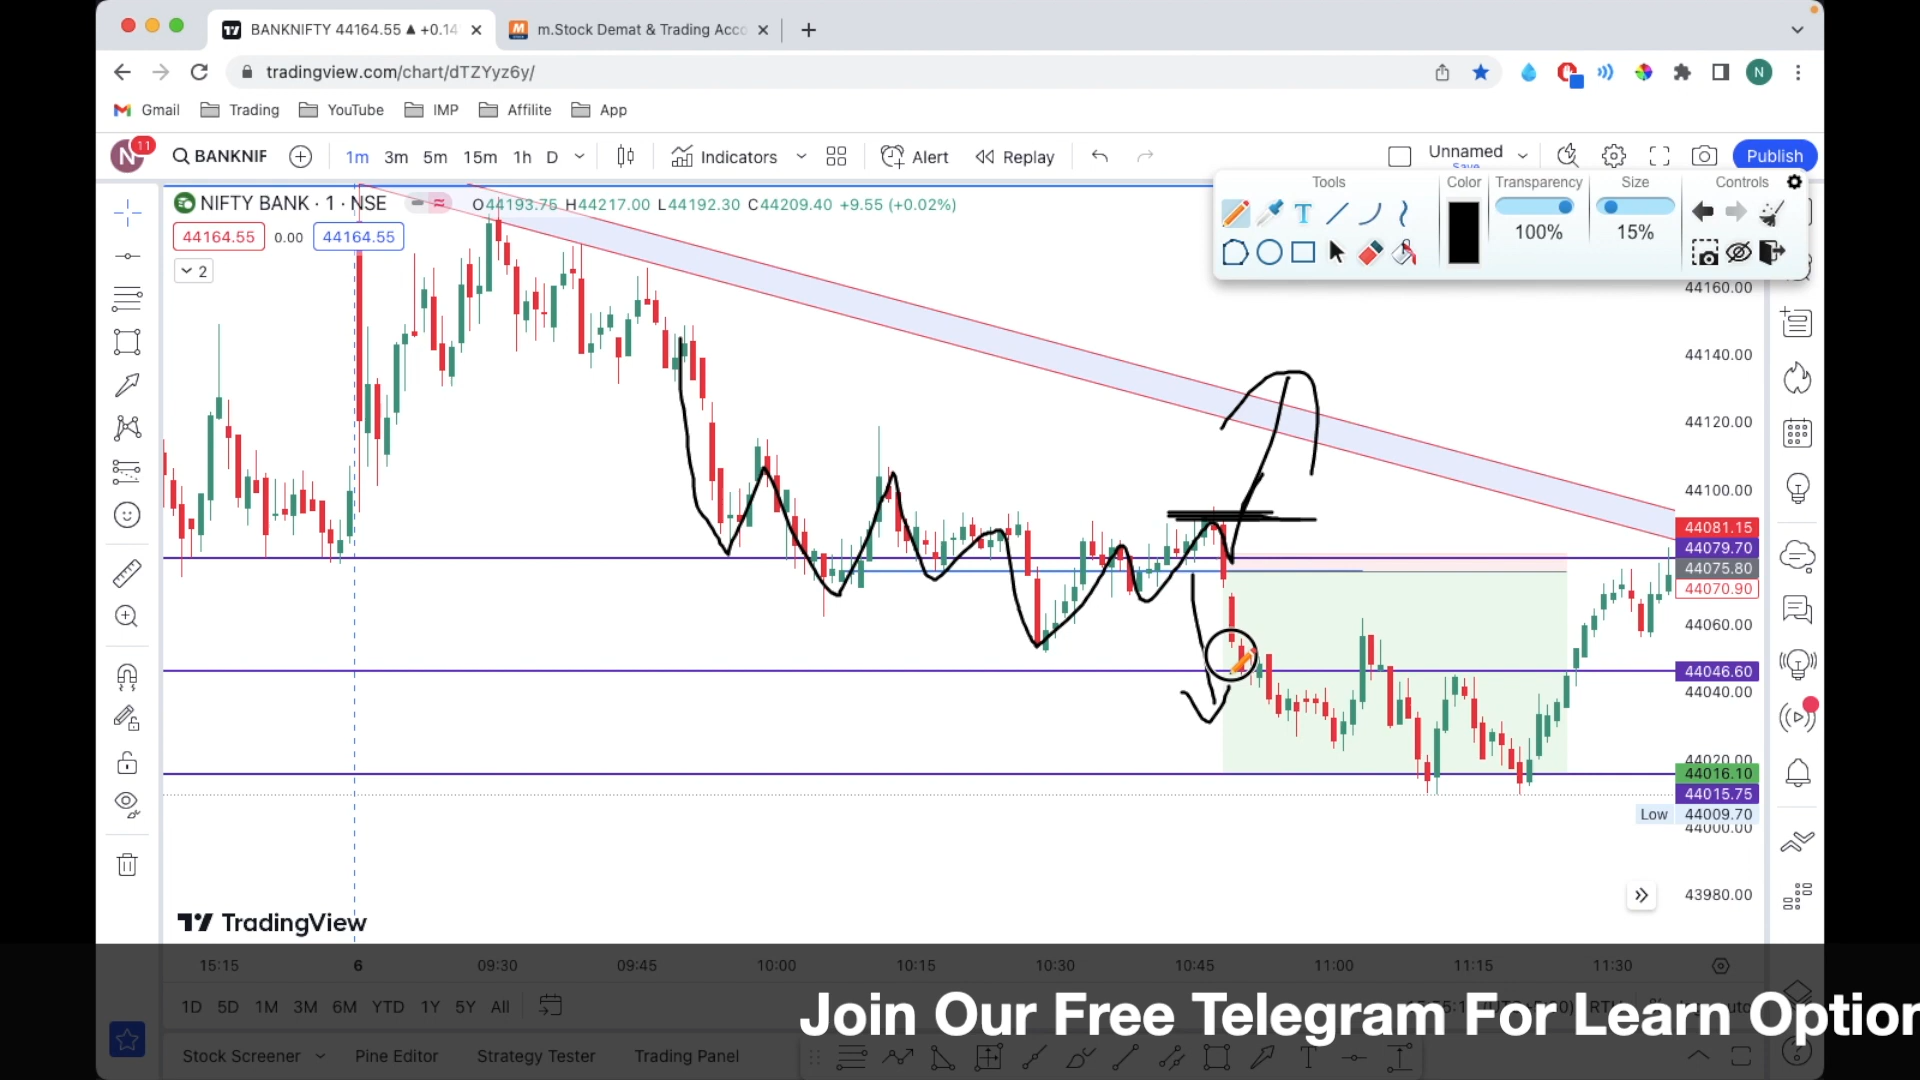 BANKNIFTY 44164.55 ▲ +0.14
m.Stock Demat & Trading Acco
tradingview.com/chart/dTZYyz6y/
N
Gmail
Trading
YouTube
IMP
Affilite
App
N
11
BANKNIF
1m 3m 5m 15m 1h D
Indicators
Alert
Replay
Unnamed
Save
Publish
Tools
Color
Transparency
Size
Controls
T
100%
15%
NIFTY BANK · 1 · NSE
O44193.75 H44217.00 L44192.30 C44209.40 +9.55 (+0.02%)
44164.55
0.00
44164.55
2
44160.00
44140.00
44120.00
44100.00
44081.15
44079.70
44075.80
44070.90
44060.00
44046.60
44040.00
44020.00
44016.10
44015.75
Low 44009.70
44000.00
43980.00
TradingView
15:15 6 09:30 09:45 10:00 10:15 10:30 10:45 11:00 11:15 11:30
1D 5D 1M 3M 6M YTD 1Y 5Y All
Join Our Free Telegram For Learn Option
Stock Screener
Pine Editor
Strategy Tester
Trading Panel